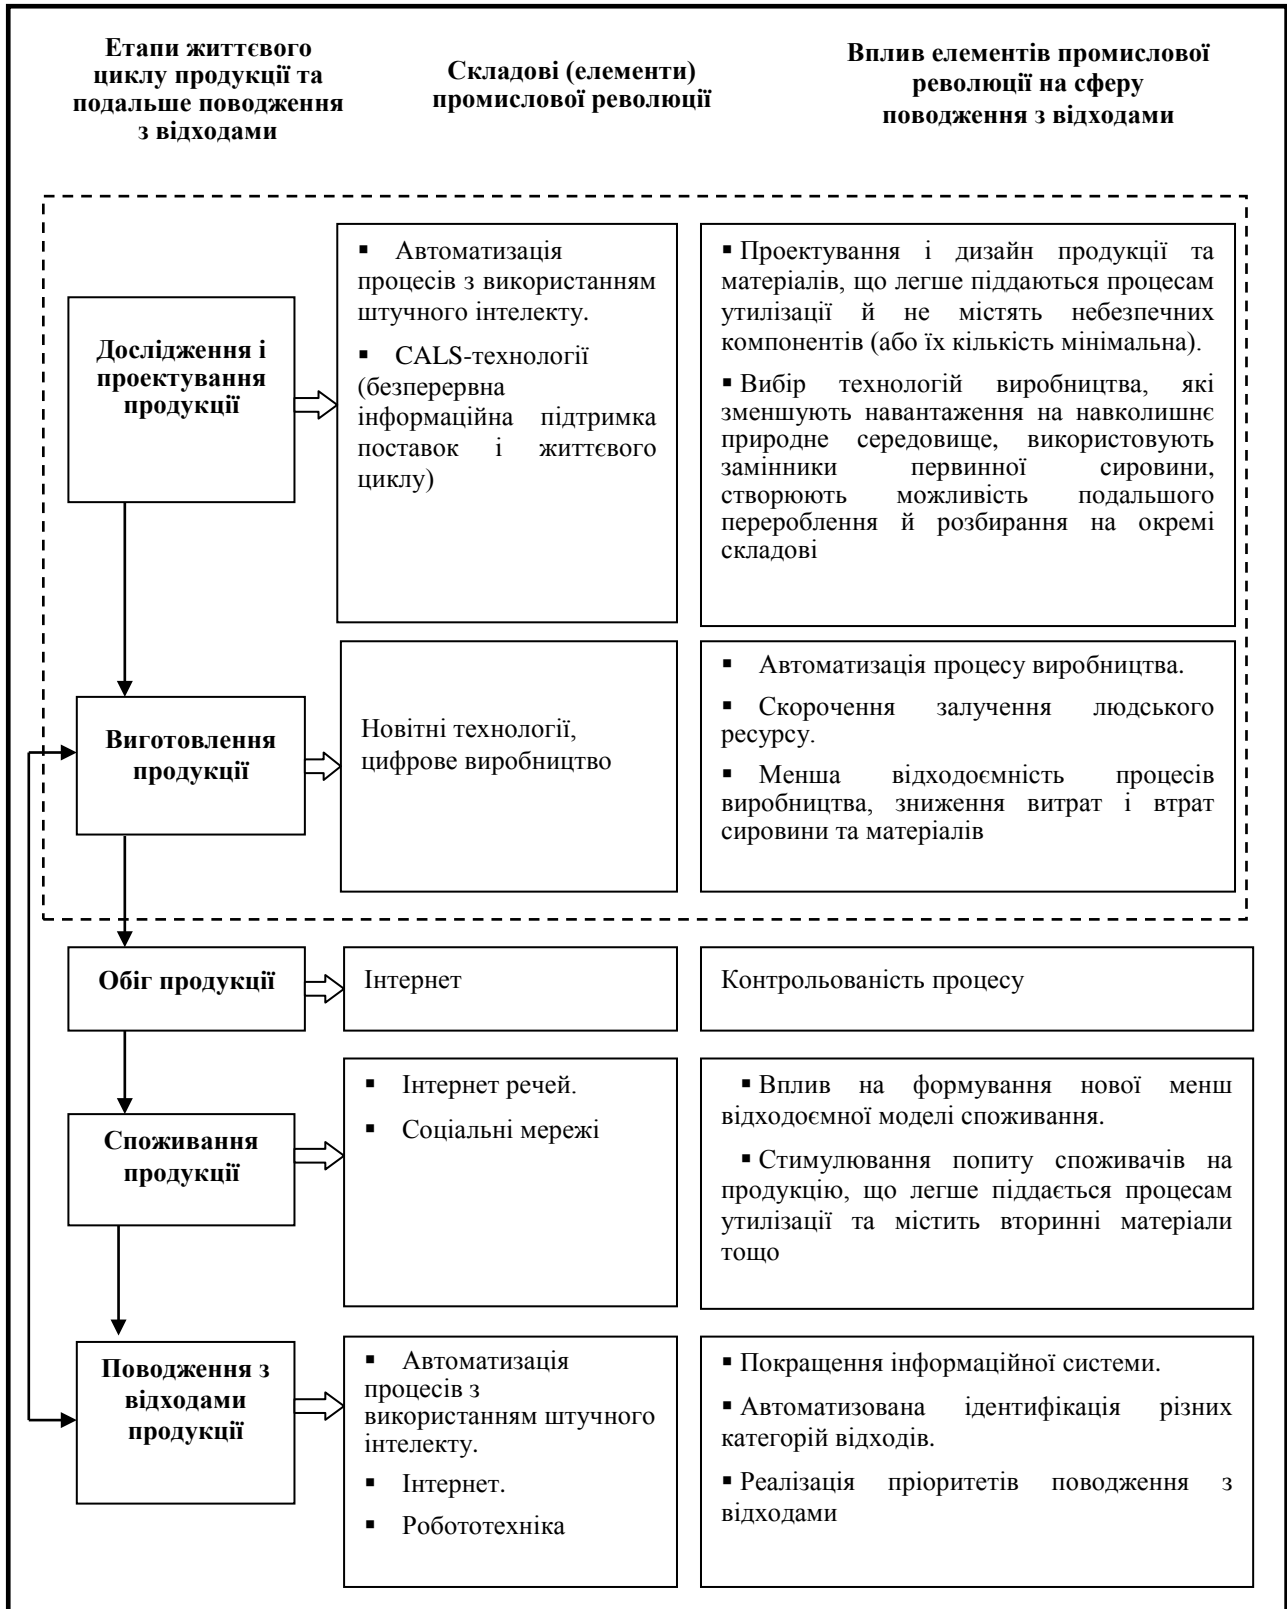 Етапи життєвого
циклу продукції та
подальше поводження
з відходами
Складові (елементи)
промислової революції
Вплив елементів промислової
революції на сферу
поводження з відходами
Дослідження і
проектування
продукції
▪ Автоматизація
процесів з використанням
штучного інтелекту.
▪ CALS-технології
(безперервна
інформаційна підтримка
поставок і життєвого
циклу)
▪ Проектування і дизайн продукції та
матеріалів, що легше піддаються процесам
утилізації й не містять небезпечних
компонентів (або їх кількість мінімальна).
▪ Вибір технологій виробництва, які
зменшують навантаження на навколишнє
природне середовище, використовують
замінники первинної сировини,
створюють можливість подальшого
перероблення й розбирання на окремі
складові
Виготовлення
продукції
Новітні технології,
цифрове виробництво
▪ Автоматизація процесу виробництва.
▪ Скорочення залучення людського
ресурсу.
▪ Менша відходоємність процесів
виробництва, зниження витрат і втрат
сировини та матеріалів
Обіг продукції
Інтернет
Контрольованість процесу
Споживання
продукції
▪ Інтернет речей.
▪ Соціальні мережі
▪ Вплив на формування нової менш
відходоємної моделі споживання.
▪ Стимулювання попиту споживачів на
продукцію, що легше піддається процесам
утилізації та містить вторинні матеріали
тощо
Поводження з
відходами
продукції
▪ Автоматизація
процесів з
використанням штучного
інтелекту.
▪ Інтернет.
▪ Робототехніка
▪ Покращення інформаційної системи.
▪ Автоматизована ідентифікація різних
категорій відходів.
▪ Реалізація пріоритетів поводження з
відходами